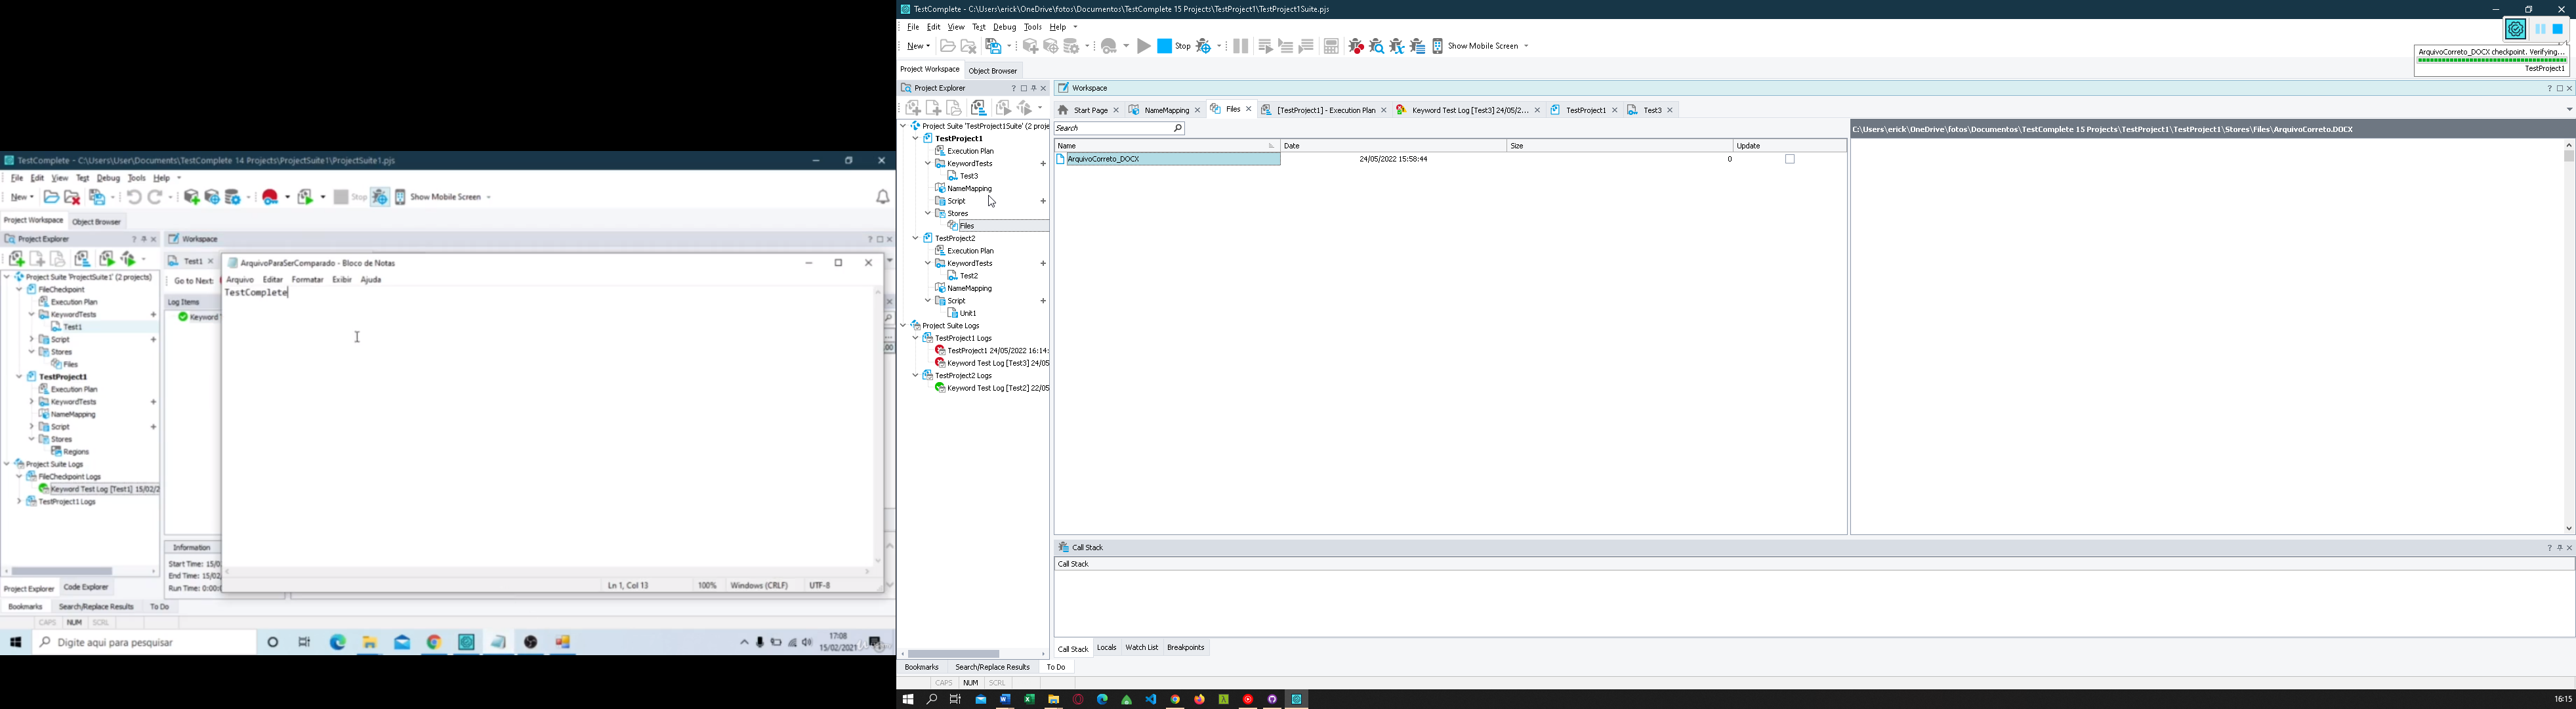 TestComplete - C:\Users\User\Documents\TestComplete 14 Projects\ProjectSuite1\ProjectSuite1.pjs
File Edit View Test Debug Tools Help
New Stop Show Mobile Screen
Project Workspace Object Browser
Project Explorer ? Workspace ?
Test1
Project Suite 'ProjectSuite1' (2 projects)
FileCheckpoint
Execution Plan
KeywordTests
Test1
Script
Stores
Files
TestProject1
Execution Plan
KeywordTests
NameMapping
Script
Stores
Regions
Project Suite Logs
FileCheckpoint Logs
Keyword Test Log [Test1] 15/02/2
TestProject1 Logs
Go to Next:
Log Items
Keyword
ArquivoParaSerComparado - Bloco de Notas
Arquivo Editar Formatar Exibir Ajuda
TestComplete
Ln 1, Col 13 100% Windows (CRLF) UTF-8
Information
Start Time: 15/0
End Time: 15/02
Run Time: 0:00:0
Project Explorer Code Explorer
Bookmarks Search/Replace Results To Do
CAPS NUM SCRL
Digite aqui para pesquisar
17:08
15/02/2021
TestComplete - C:\Users\erick\OneDrive\fotos\Documentos\TestComplete 15 Projects\TestProject1\TestProject1Suite.pjs
File Edit View Test Debug Tools Help
New Stop Show Mobile Screen
ArquivoCorreto_DOCX checkpoint. Verifying...
TestProject1
Project Workspace Object Browser
Project Explorer ? Workspace ?
Start Page NameMapping Files [TestProject1] - Execution Plan Keyword Test Log [Test3] 24/05/2... TestProject1 Test3
Project Suite 'TestProject1Suite' (2 proje
TestProject1
Execution Plan
KeywordTests
Test3
NameMapping
Script
Stores
Files
TestProject2
Execution Plan
KeywordTests
Test2
NameMapping
Script
Unit1
Project Suite Logs
TestProject1 Logs
TestProject1 24/05/2022 16:14:
Keyword Test Log [Test3] 24/05
TestProject2 Logs
Keyword Test Log [Test2] 22/05
Search
Name Date Size Update
ArquivoCorreto_DOCX 24/05/2022 15:58:44 0
C:\Users\erick\OneDrive\fotos\Documentos\TestComplete 15 Projects\TestProject1\TestProject1\Stores\Files\ArquivoCorreto.DOCX
Call Stack ?
Call Stack
Call Stack Locals Watch List Breakpoints
Bookmarks Search/Replace Results To Do
CAPS NUM SCRL
16:15